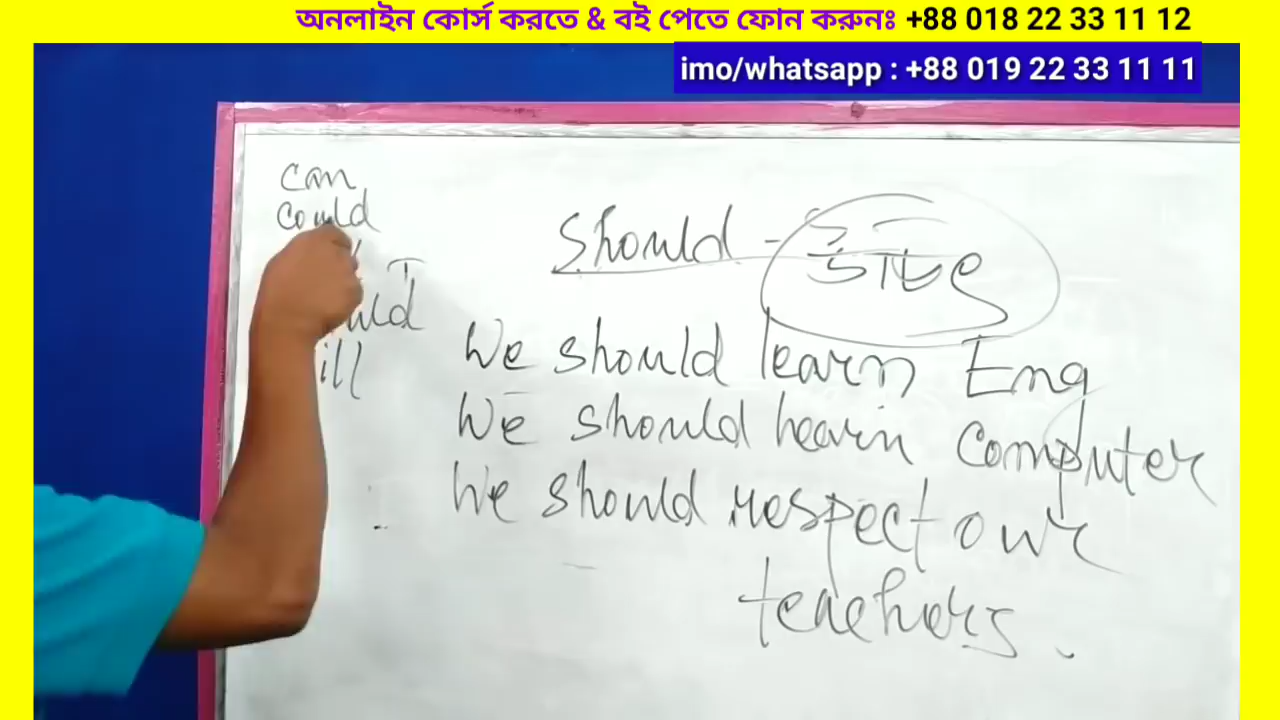 অনলাইন কোর্স করতে & বই পেতে ফোন করুনঃ +88 018 22 33 11 12
imo/whatsapp : +88 019 22 33 11 11
can
could
should - উচিৎ
We should learn Eng
We should learn Computer
We should respect our
teachers.